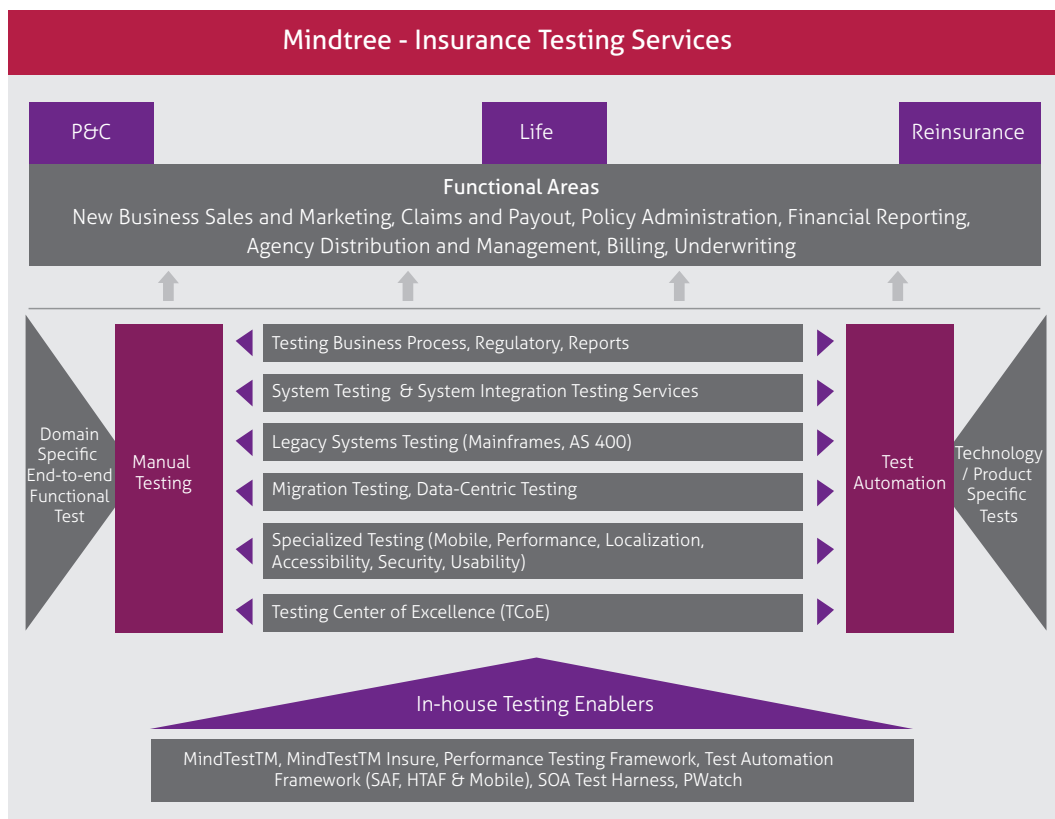 Mindtree - Insurance Testing Services
P&C
Life
Reinsurance
Functional Areas
New Business Sales and Marketing, Claims and Payout, Policy Administration, Financial Reporting,
Agency Distribution and Management, Billing, Underwriting
Domain
Specific
End-to-end
Functional
Test
Manual
Testing
Testing Business Process, Regulatory, Reports
System Testing & System Integration Testing Services
Legacy Systems Testing (Mainframes, AS 400)
Migration Testing, Data-Centric Testing
Specialized Testing (Mobile, Performance, Localization,
Accessibility, Security, Usability)
Testing Center of Excellence (TCoE)
Test
Automation
Technology
/ Product
Specific
Tests
In-house Testing Enablers
MindTestTM, MindTestTM Insure, Performance Testing Framework, Test Automation
Framework (SAF, HTAF & Mobile), SOA Test Harness, PWatch